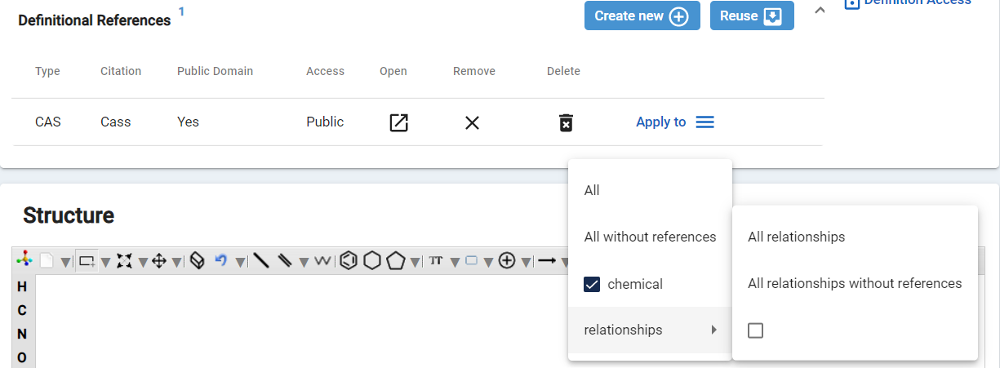 Definition Access
Definitional References 1
Create new
Reuse
Type Citation Public Domain Access Open Remove Delete
CAS Cass Yes Public Apply to
All
Structure
All without references
All relationships
TT
H
chemical
All relationships without references
C
N
relationships
O